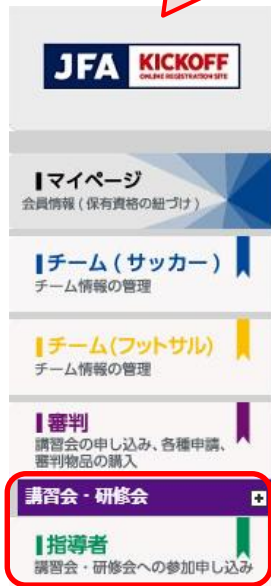 JFA KICKOFF
ONLINE REGISTRATION SITE
マイページ
会員情報(保有資格の紐づけ)
チーム(サッカー)
チーム情報の管理
チーム(フットサル)
チーム情報の管理
審判
講習会の申し込み、各種申請、
審判物品の購入
講習会・研修会
指導者
講習会・研修会への参加申し込み